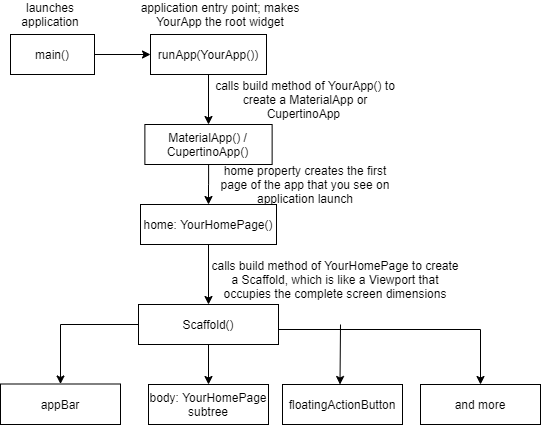 launches
application
application entry point; makes
YourApp the root widget
main()
runApp(YourApp())
calls build method of YourApp() to
create a MaterialApp or
CupertinoApp
MaterialApp() /
CupertinoApp()
home property creates the first
page of the app that you see on
application launch
home: YourHomePage()
calls build method of YourHomePage to create
a Scaffold, which is like a Viewport that
occupies the complete screen dimensions
Scaffold()
appBar
body: YourHomePage
subtree
floatingActionButton
and more